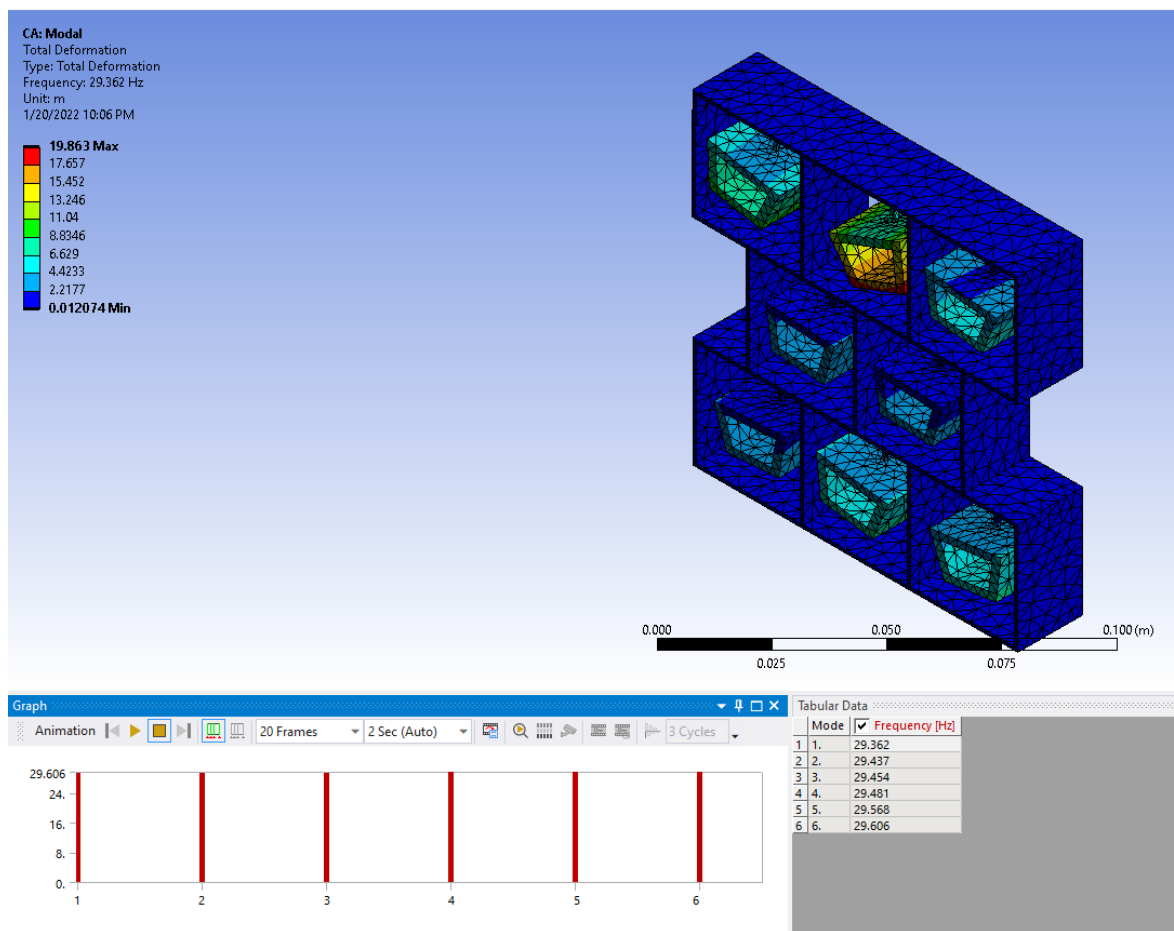 CA: Modal
Total Deformation
Type: Total Deformation
Frequency: 29.362 Hz
Unit: m
1/20/2022 10:06 PM
19.863 Max
17.657
15.452
13.246
11.04
8.8346
6.629
4.4233
2.2177
0.012074 Min
0.000 0.050 0.100 (m)
0.025 0.075
Graph
Animation 20 Frames 2 Sec (Auto) 3 Cycles
29.606
24.
16.
8.
0.
1 2 3 4 5 6
Tabular Data
Mode Frequency [Hz]
1 1. 29.362
2 2. 29.437
3 3. 29.454
4 4. 29.481
5 5. 29.568
6 6. 29.606